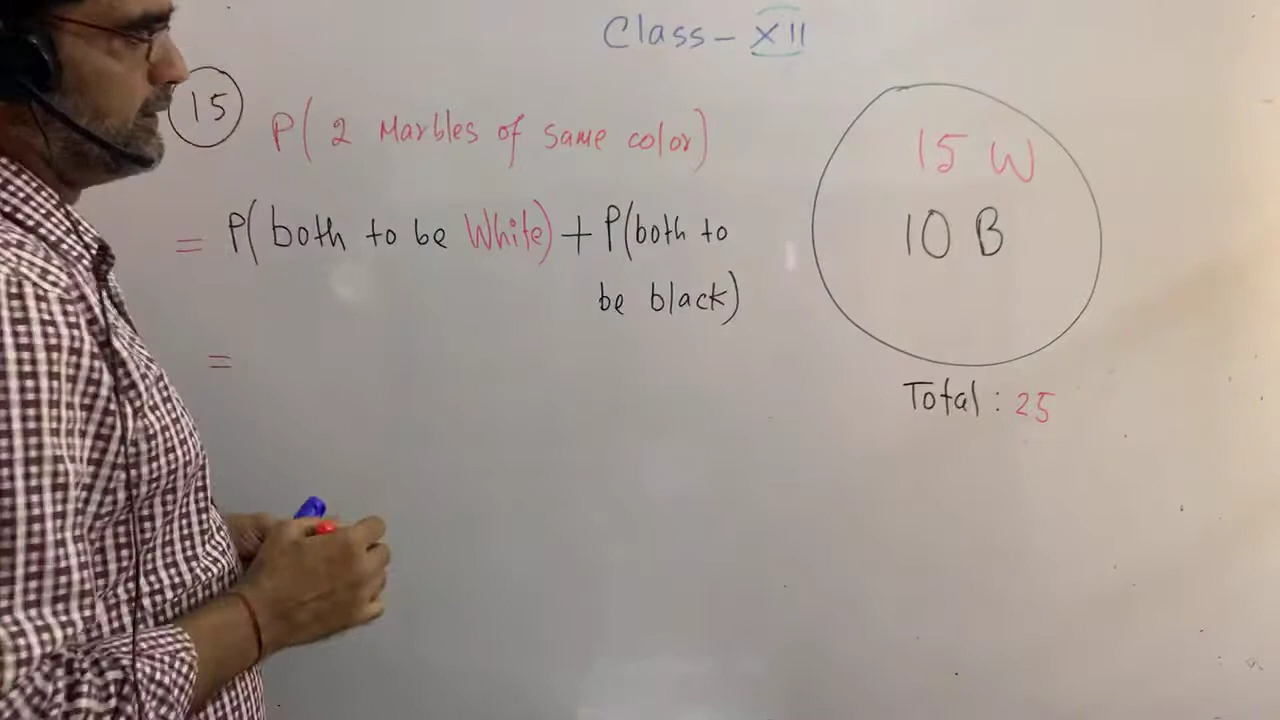 Class - XII
15 P(2 Marbles of Same color)
= P(both to be White) + P(both to
be black)
=
15 W
10 B
Total : 25